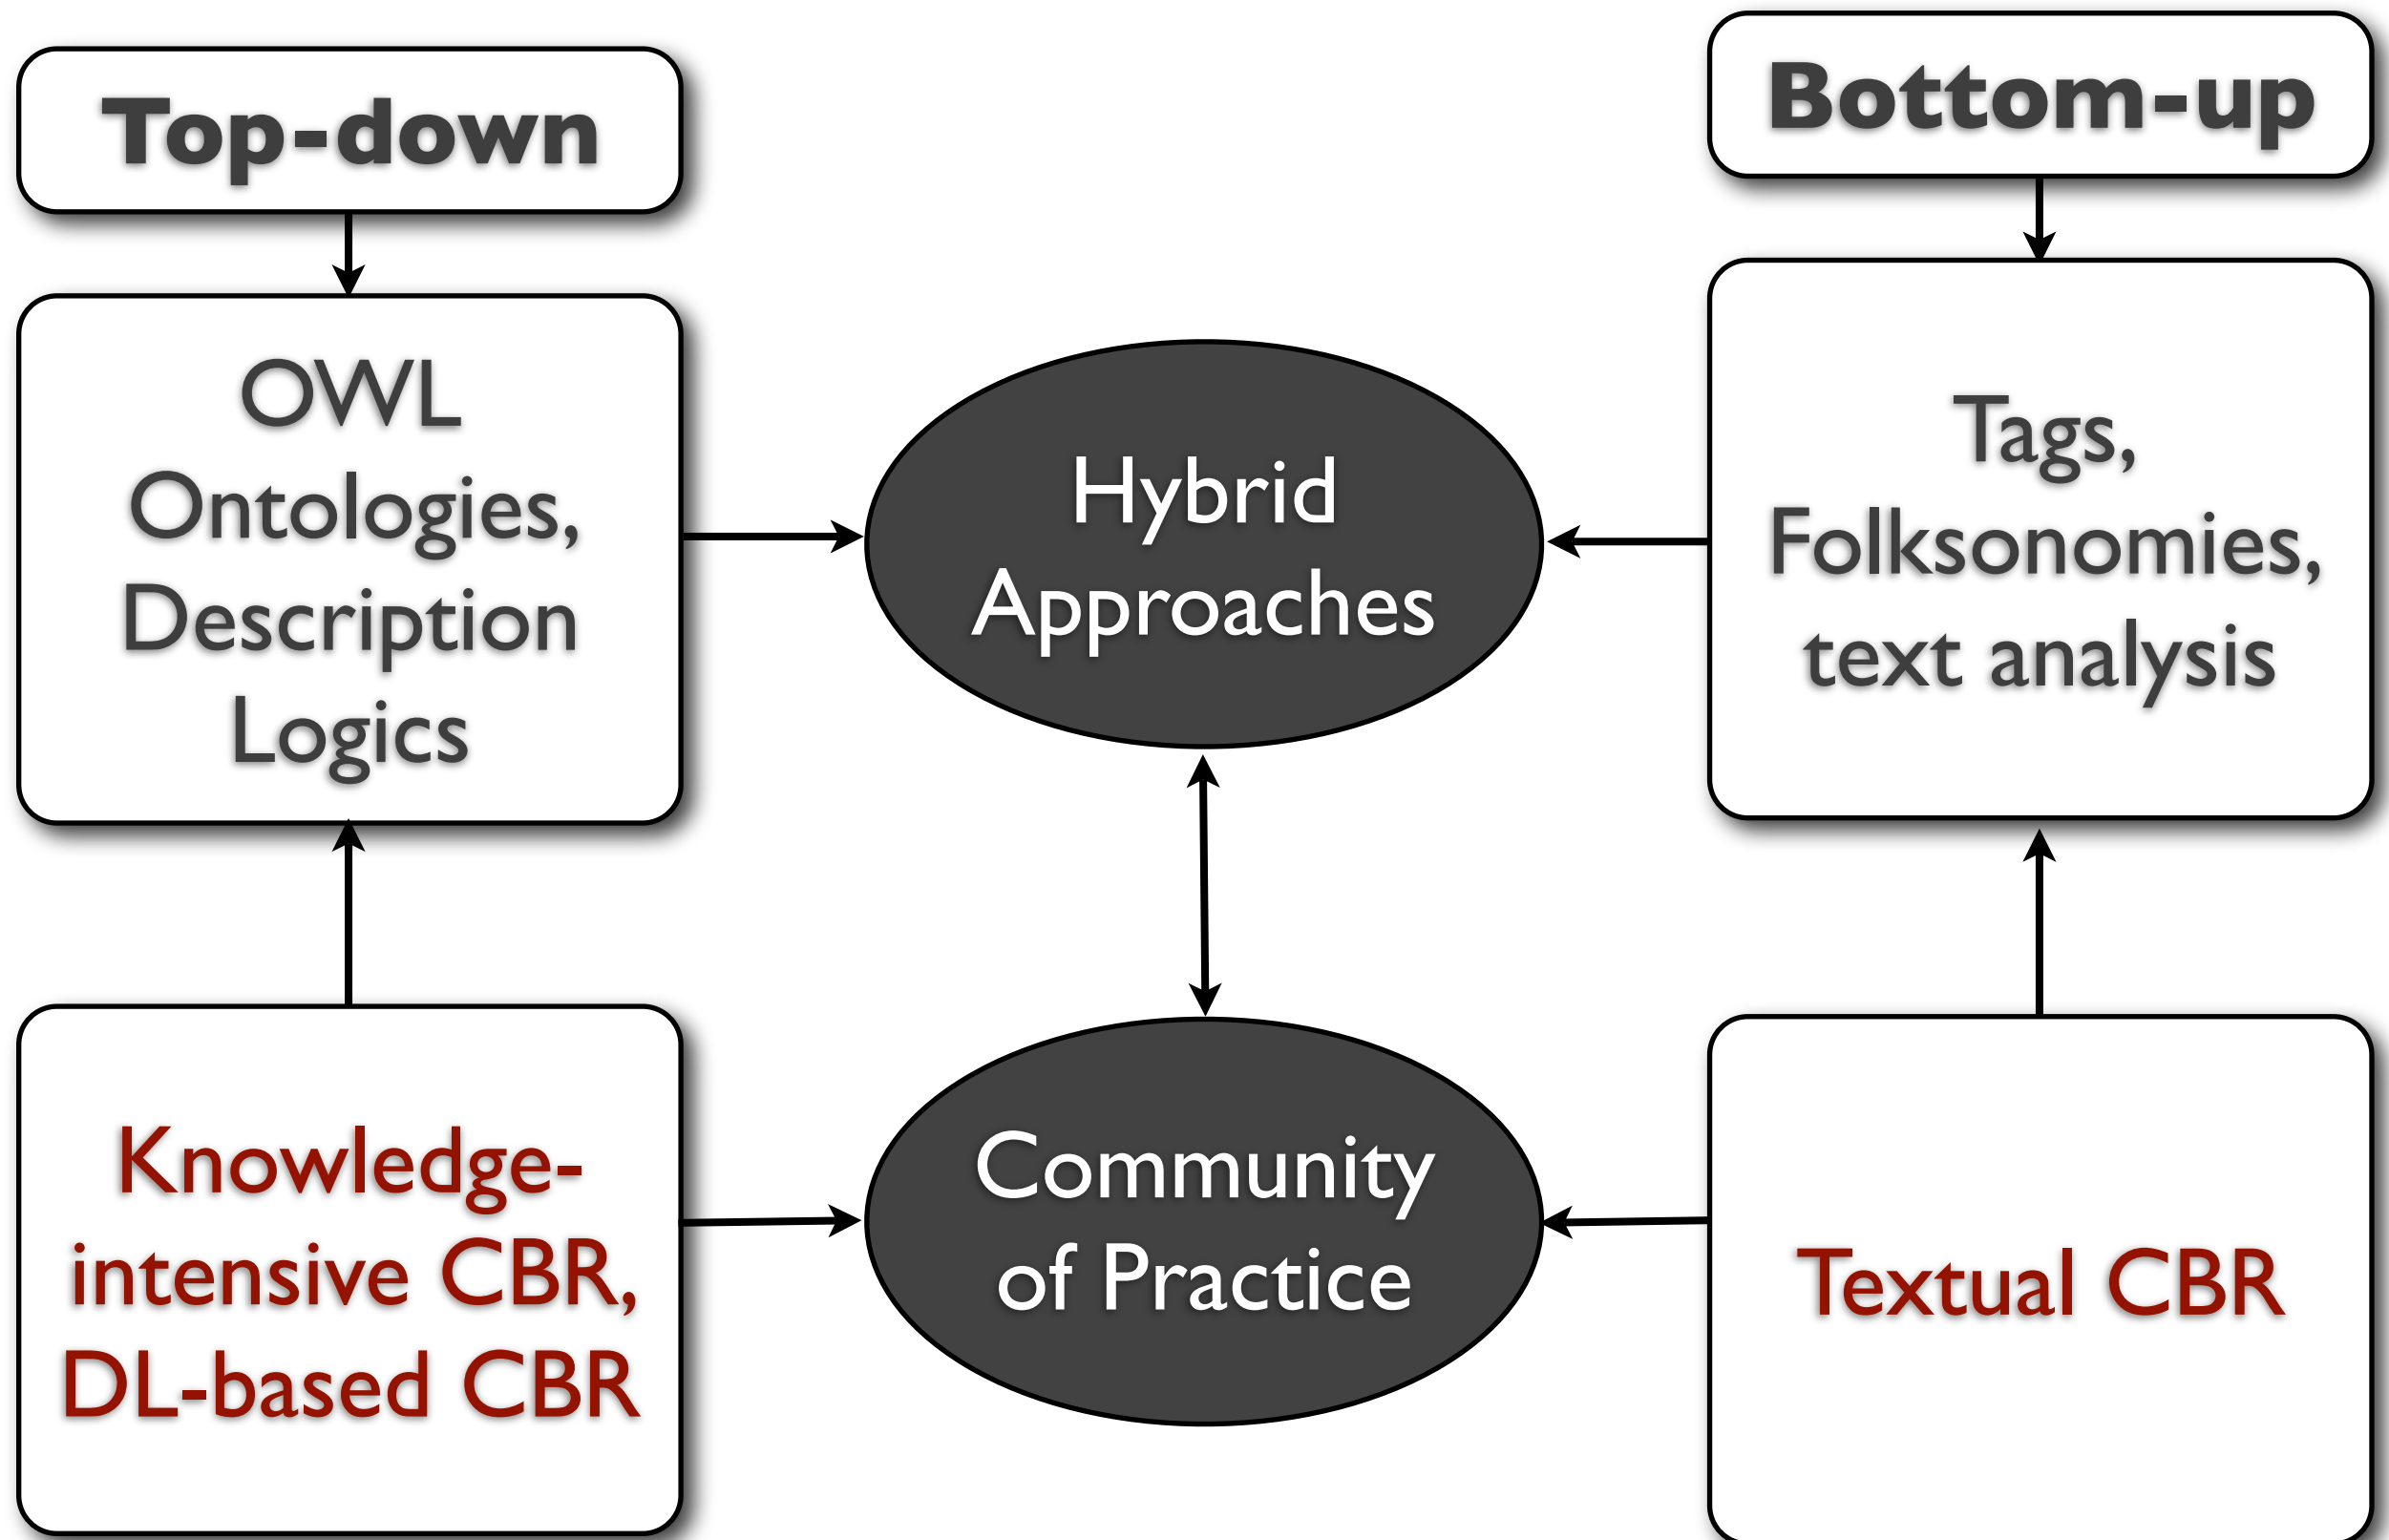 Top-down
Bottom-up
OWL
Ontologies,
Description
Logics
Hybrid
Approaches
Tags,
Folksonomies,
text analysis
Knowledge-
intensive CBR,
DL-based CBR
Community
of Practice
Textual CBR